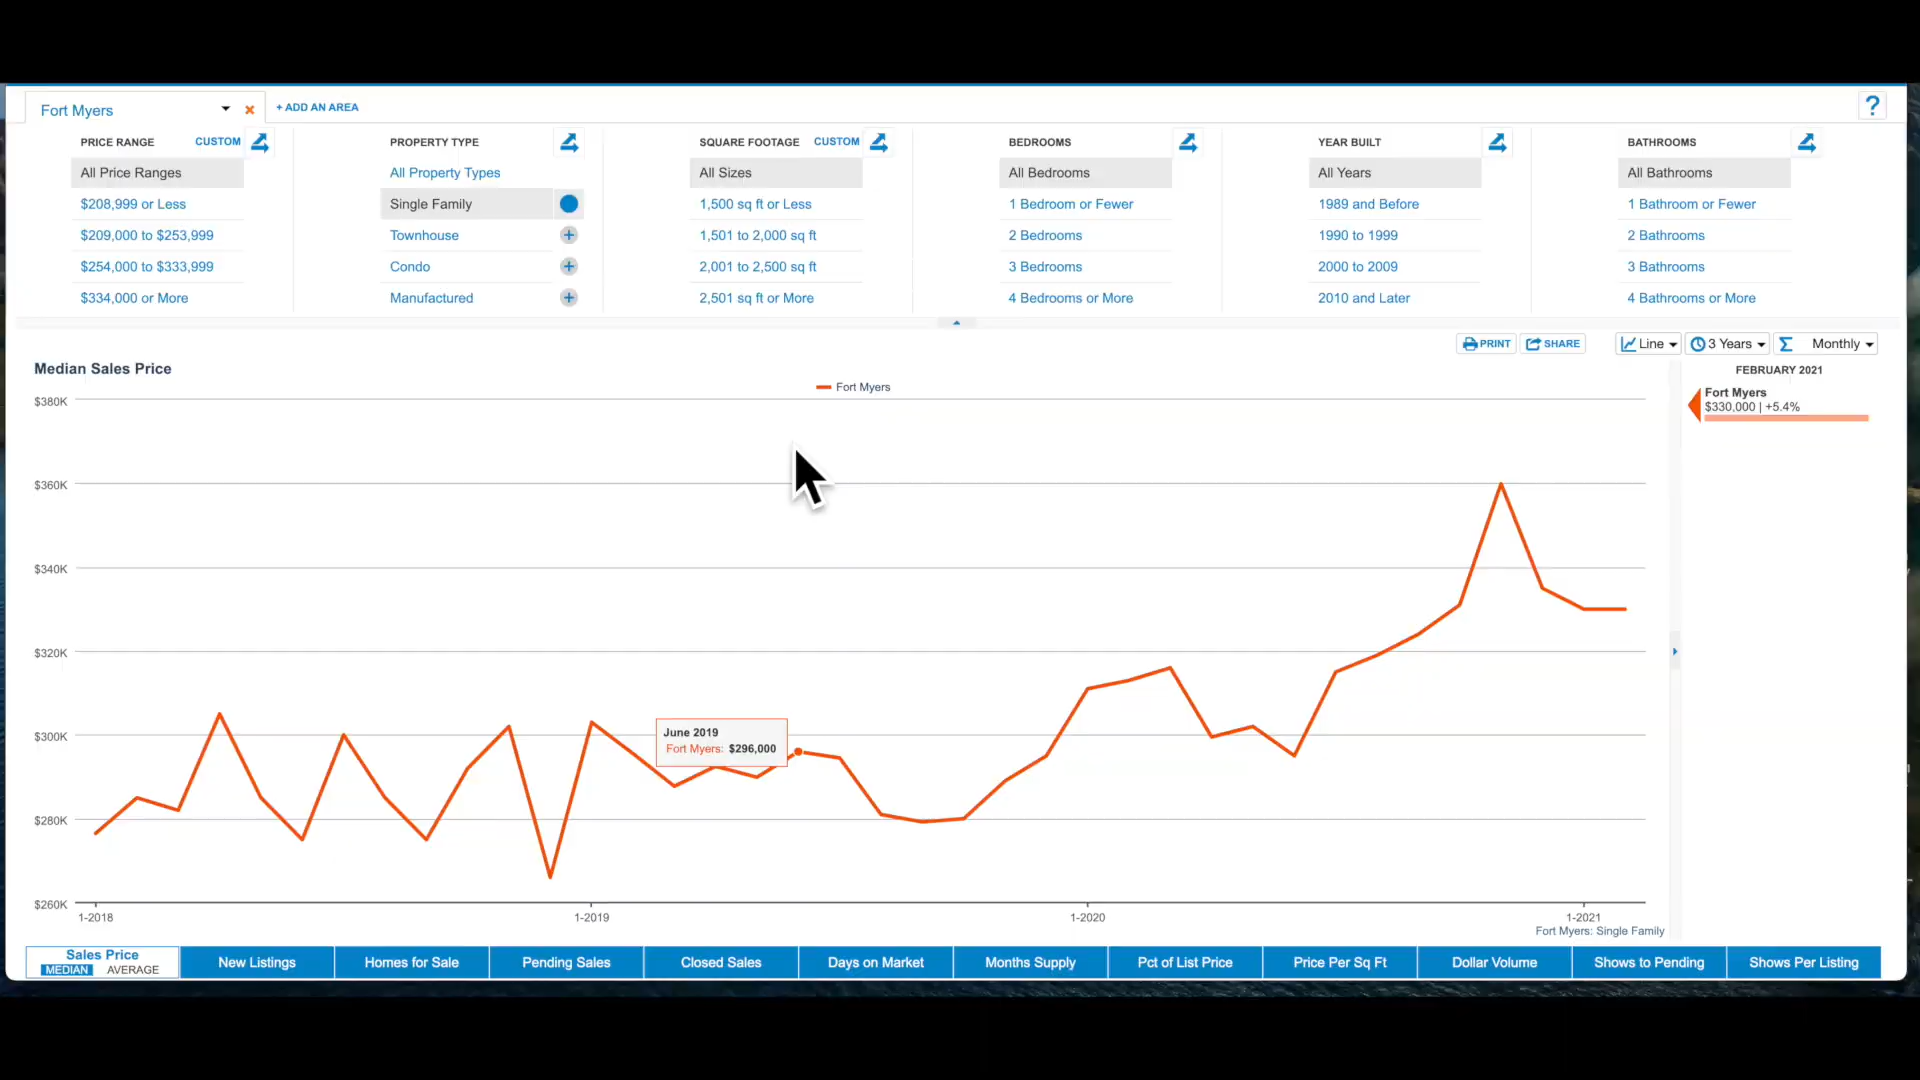 Fort Myers
+ ADD AN AREA
?
PRICE RANGE CUSTOM
All Price Ranges
$208,999 or Less
$209,000 to $253,999
$254,000 to $333,999
$334,000 or More
PROPERTY TYPE
All Property Types
Single Family
Townhouse
Condo
Manufactured
SQUARE FOOTAGE CUSTOM
All Sizes
1,500 sq ft or Less
1,501 to 2,000 sq ft
2,001 to 2,500 sq ft
2,501 sq ft or More
BEDROOMS
All Bedrooms
1 Bedroom or Fewer
2 Bedrooms
3 Bedrooms
4 Bedrooms or More
YEAR BUILT
All Years
1989 and Before
1990 to 1999
2000 to 2009
2010 and Later
BATHROOMS
All Bathrooms
1 Bathroom or Fewer
2 Bathrooms
3 Bathrooms
4 Bathrooms or More
PRINT SHARE Line 3 Years Σ Monthly
Median Sales Price
Fort Myers
FEBRUARY 2021
Fort Myers
$330,000 | +5.4%
$380K
$360K
$340K
$320K
$300K
$280K
$260K
June 2019
Fort Myers: $296,000
1-2018 1-2019 1-2020 1-2021
Fort Myers: Single Family
Sales Price
MEDIAN AVERAGE
New Listings
Homes for Sale
Pending Sales
Closed Sales
Days on Market
Months Supply
Pct of List Price
Price Per Sq Ft
Dollar Volume
Shows to Pending
Shows Per Listing